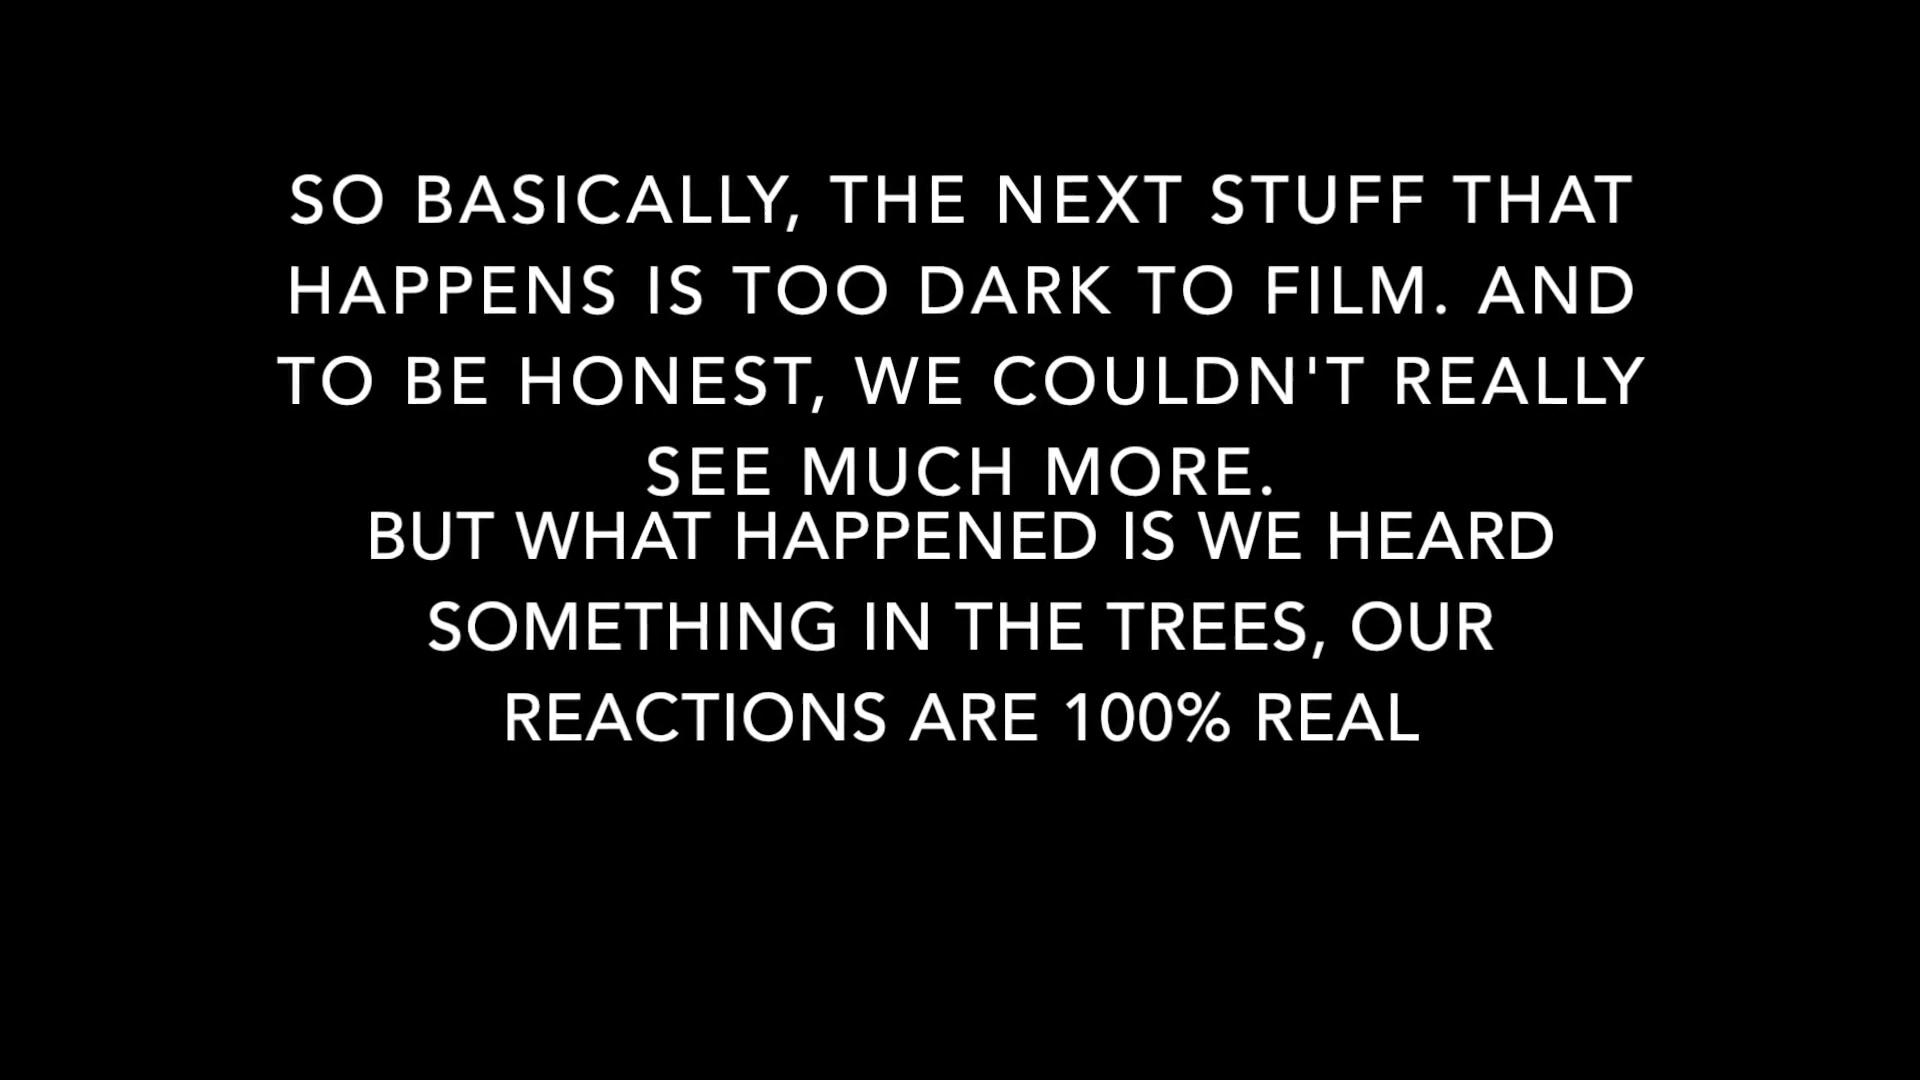 SO BASICALLY, THE NEXT STUFF THAT
HAPPENS IS TOO DARK TO FILM. AND
TO BE HONEST, WE COULDN'T REALLY
SEE MUCH MORE.
BUT WHAT HAPPENED IS WE HEARD
SOMETHING IN THE TREES, OUR
REACTIONS ARE 100% REAL